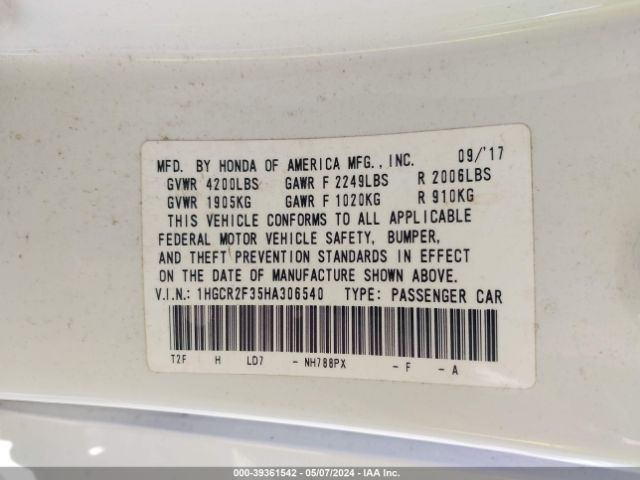 MFD. BY HONDA OF AMERICA MFG., INC. 09/'17
GVWR 4200LBS GAWR F 2249LBS R 2006LBS
GVWR 1905KG GAWR F 1020KG R 910KG
THIS VEHICLE CONFORMS TO ALL APPLICABLE
FEDERAL MOTOR VEHICLE SAFETY, BUMPER,
AND THEFT PREVENTION STANDARDS IN EFFECT
ON THE DATE OF MANUFACTURE SHOWN ABOVE.
V.I.N.: 1HGCR2F35HA306540 TYPE: PASSENGER CAR
T2F H LD7 - NH788PX - F - A
000-39361542 - 05/07/2024 - IAA Inc.